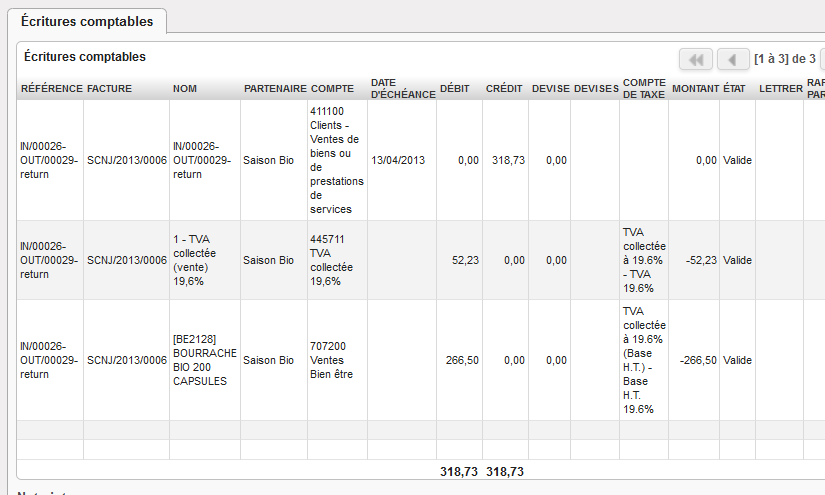 Écritures comptables
Écritures comptables
[1 à 3] de 3
RÉFÉRENCE FACTURE NOM PARTENAIRE COMPTE DATE D'ÉCHÉANCE DÉBIT CRÉDIT DEVISE DEVISES COMPTE DE TAXE MONTANT ÉTAT LETTRER RAP PAR
IN/00026-
OUT/00029-
return
SCNJ/2013/0006
IN/00026-
OUT/00029-
return
Saison Bio
411100
Clients -
Ventes de
biens ou
de
prestations
de
services
13/04/2013
0,00
318,73
0,00
0,00
Valide
IN/00026-
OUT/00029-
return
SCNJ/2013/0006
1 - TVA
collectée
(vente)
19,6%
Saison Bio
445711
TVA
collectée
19,6%
52,23
0,00
0,00
TVA
collectée
à 19.6%
- TVA
19.6%
-52,23
Valide
IN/00026-
OUT/00029-
return
SCNJ/2013/0006
[BE2128]
BOURRACHE
BIO 200
CAPSULES
Saison Bio
707200
Ventes
Bien être
266,50
0,00
0,00
TVA
collectée
à 19.6%
(Base
H.T.) -
Base
H.T.
19.6%
-266,50
Valide
318,73 318,73